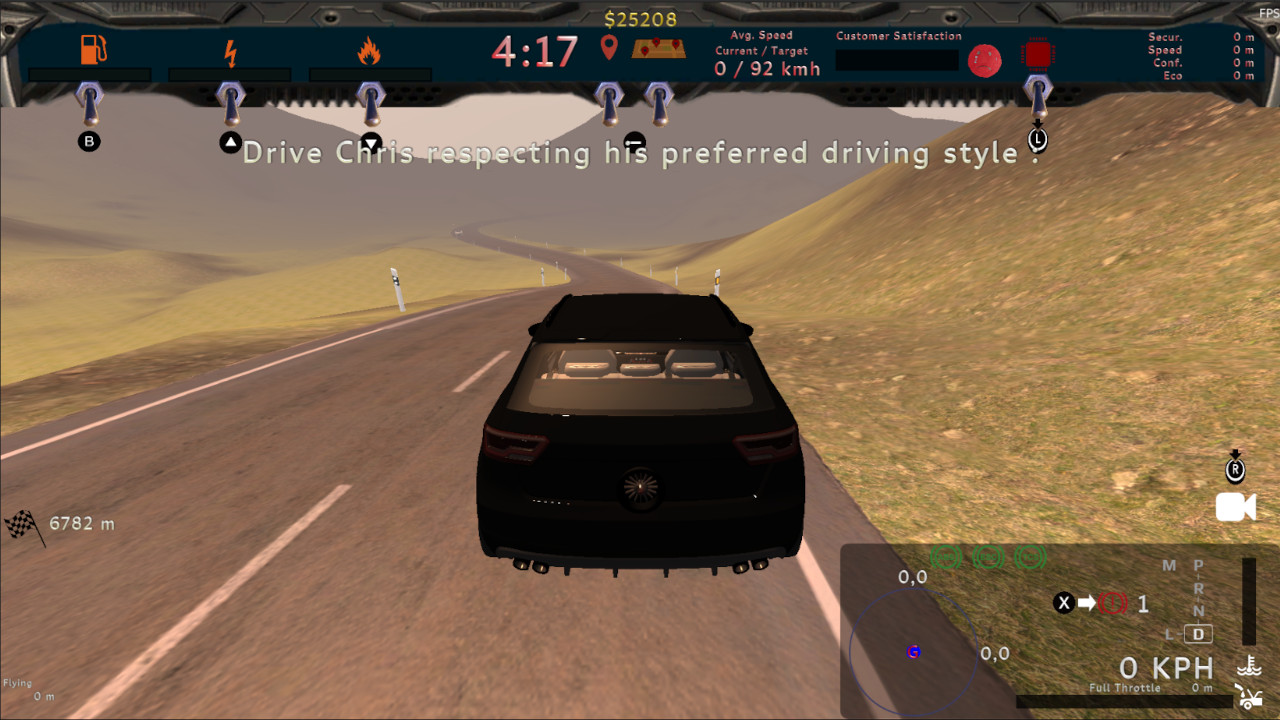 $25208
FPS
4:17
Avg. Speed
Current / Target
0 / 92 kmh
Customer Satisfaction
Secur. 0 m
Speed 0 m
Conf. 0 m
Eco 0 m
B
L
Drive Chris respecting his preferred driving style :
R
6782 m
0,0
M P
R
X 1
N
L D
G
0,0
0 KPH
Full Throttle 0 m
Flying
0 m